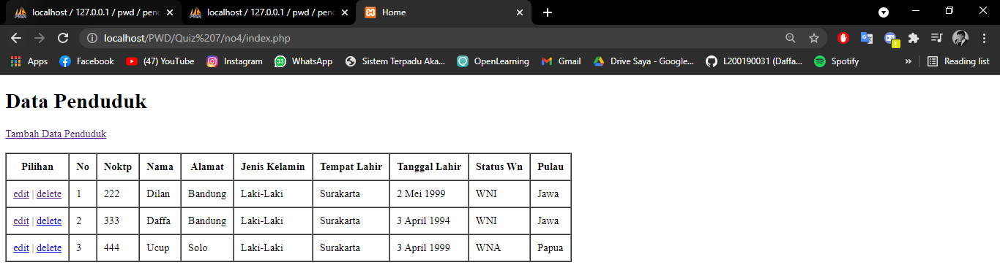 localhost / 127.0.0.1 / pwd / pend localhost / 127.0.0.1 / pwd / pend Home
localhost/PWD/Quiz%207/no4/index.php
Apps Facebook (47) YouTube Instagram 33 WhatsApp Sistem Terpadu Aka... OpenLearning Gmail Drive Saya - Google... L200190031 (Daffa... Spotify » Reading list
Data Penduduk
Tambah Data Penduduk
Pilihan No Noktp Nama Alamat Jenis Kelamin Tempat Lahir Tanggal Lahir Status Wn Pulau
edit | delete 1 222 Dilan Bandung Laki-Laki Surakarta 2 Mei 1999 WNI Jawa
edit | delete 2 333 Daffa Bandung Laki-Laki Surakarta 3 April 1994 WNI Jawa
edit | delete 3 444 Ucup Solo Laki-Laki Surakarta 3 April 1999 WNA Papua